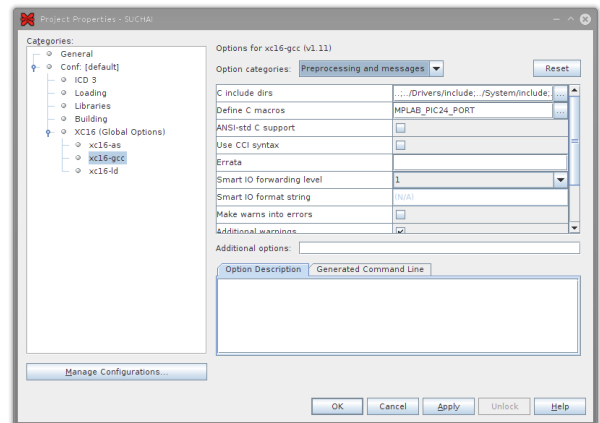 Project Properties - SUCHAI
Categories:
General
Conf: [default]
ICD 3
Loading
Libraries
Building
XC16 (Global Options)
xc16-as
xc16-gcc
xc16-ld
Manage Configurations...
Options for xc16-gcc (v1.11)
Option categories: Preprocessing and messages Reset
C include dirs ..;../Drivers/include;../System/include; ...
Define C macros MPLAB_PIC24_PORT ...
ANSI-std C support
Use CCI syntax
Errata
Smart IO forwarding level 1
Smart IO format string (N/A)
Make warns into errors
Additional warnings
Additional options:
Option Description Generated Command Line
OK Cancel Apply Unlock Help